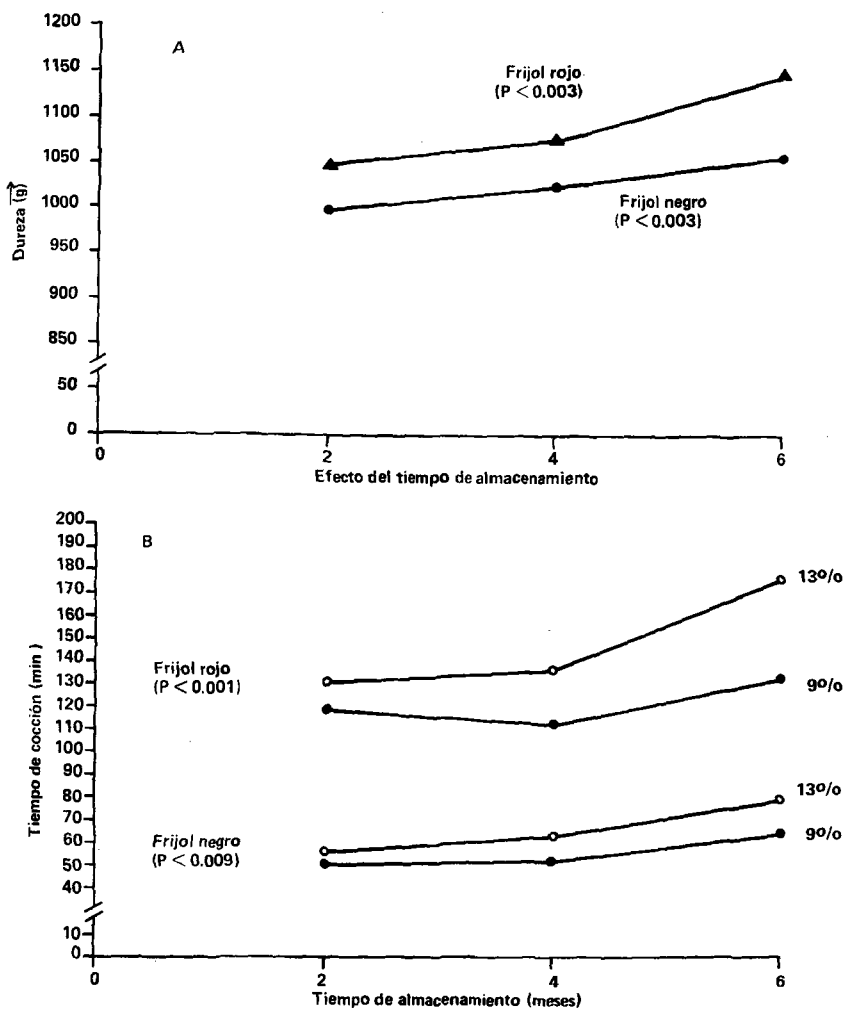 A
1200
1150
1100
1050
1000
950
900
850
50
0
Dureza (g)
Frijol rojo
(P < 0.003)
Frijol negro
(P < 0.003)
0
2
4
6
Efecto del tiempo de almacenamiento
B
200
190
180
170
160
150
140
130
120
110
100
90
80
70
60
50
40
10
0
Tiempo de cocción (min)
Frijol rojo
(P < 0.001)
13o/o
9o/o
Frijol negro
(P < 0.009)
13o/o
9o/o
0
2
4
6
Tiempo de almacenamiento (meses)